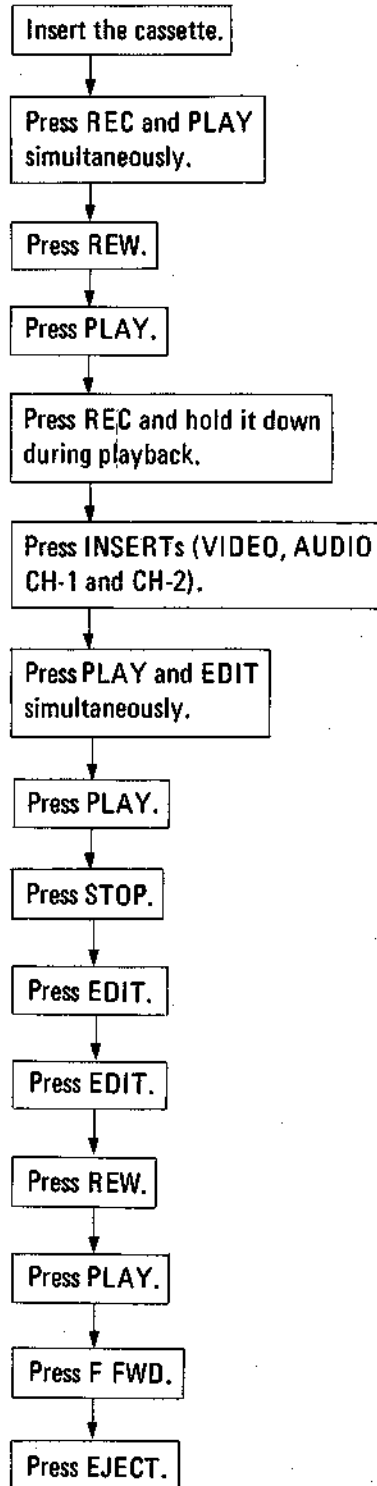 Insert the cassette.
Press REC and PLAY
simultaneously.
Press REW.
Press PLAY.
Press REC and hold it down
during playback.
Press INSERTs (VIDEO, AUDIO
CH-1 and CH-2).
Press PLAY and EDIT
simultaneously.
Press PLAY.
Press STOP.
Press EDIT.
Press EDIT.
Press REW.
Press PLAY.
Press F FWD.
Press EJECT.